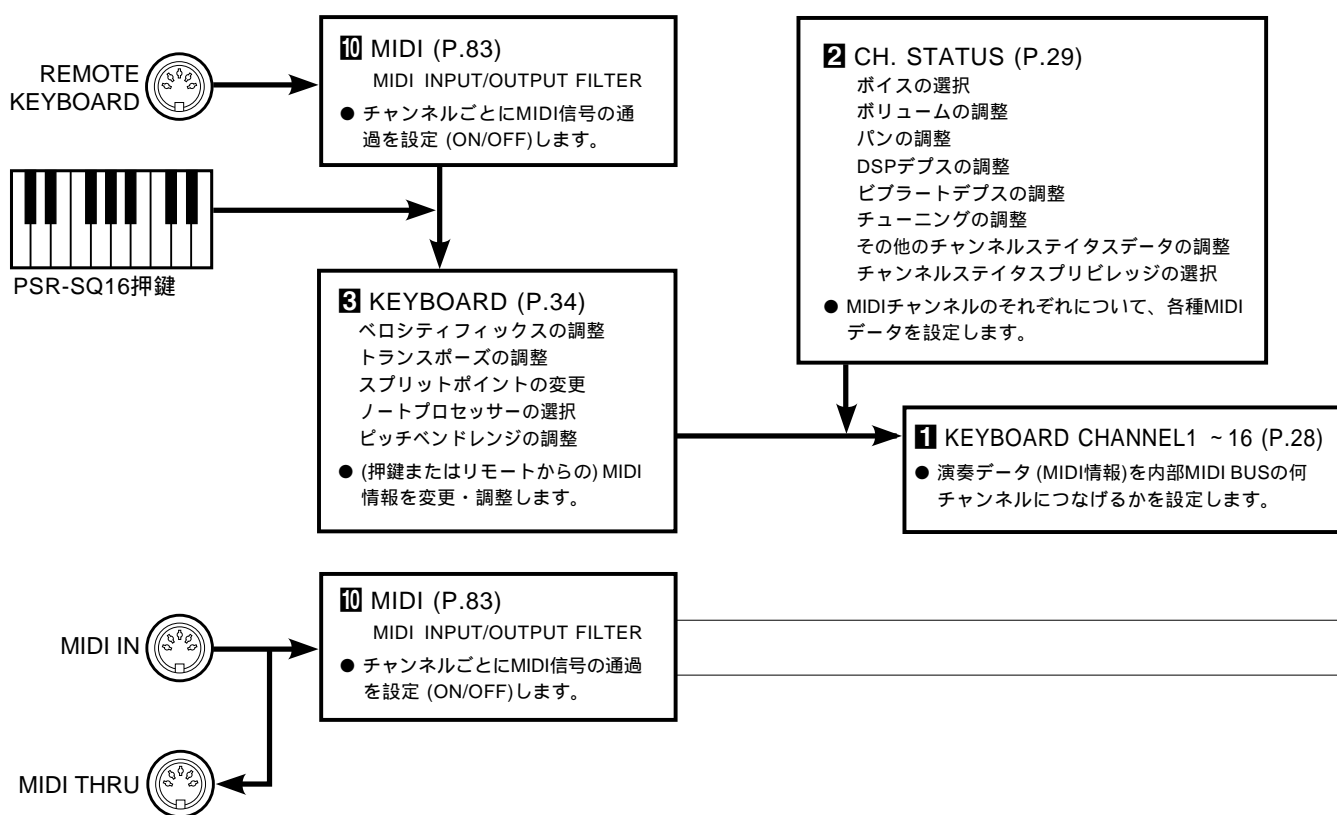 REMOTE
KEYBOARD
10 MIDI (P.83)
MIDI INPUT/OUTPUT FILTER
● チャンネルごとにMIDI信号の通
過を設定 (ON/OFF)します。
PSR-SQ16押鍵
2 CH. STATUS (P.29)
ボイスの選択
ボリュームの調整
パンの調整
DSPデプスの調整
ビブラートデプスの調整
チューニングの調整
その他のチャンネルステイタスデータの調整
チャンネルステイタスプリビレッジの選択
● MIDIチャンネルのそれぞれについて、各種MIDI
データを設定します。
3 KEYBOARD (P.34)
ベロシティフィックスの調整
トランスポーズの調整
スプリットポイントの変更
ノートプロセッサーの選択
ピッチベンドレンジの調整
● (押鍵またはリモートからの) MIDI
情報を変更・調整します。
1 KEYBOARD CHANNEL1 ~ 16 (P.28)
● 演奏データ (MIDI情報)を内部MIDI BUSの何
チャンネルにつなげるかを設定します。
MIDI IN
10 MIDI (P.83)
MIDI INPUT/OUTPUT FILTER
● チャンネルごとにMIDI信号の通過
を設定 (ON/OFF)します。
MIDI THRU